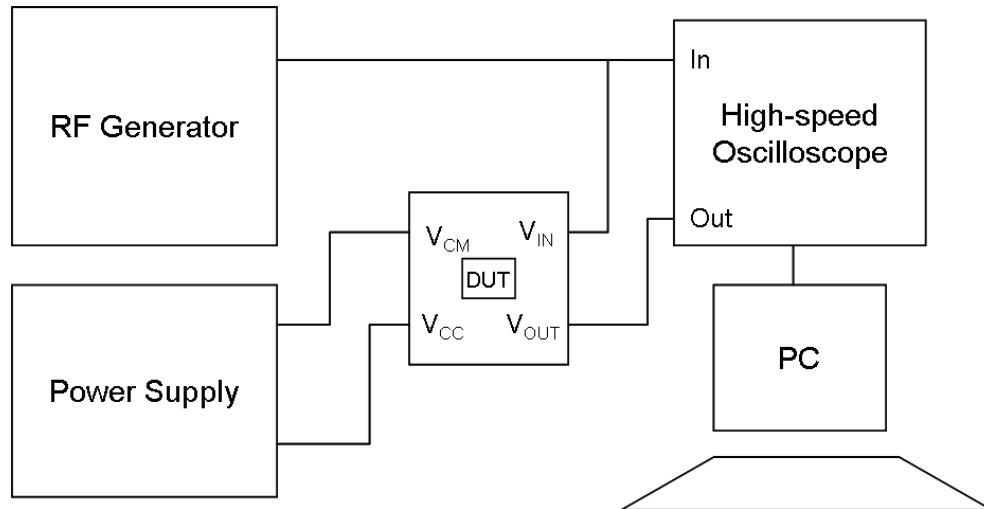 RF Generator
In
High-speed
Oscilloscope
Out
VCM
VIN
DUT
VCC
VOUT
Power Supply
PC